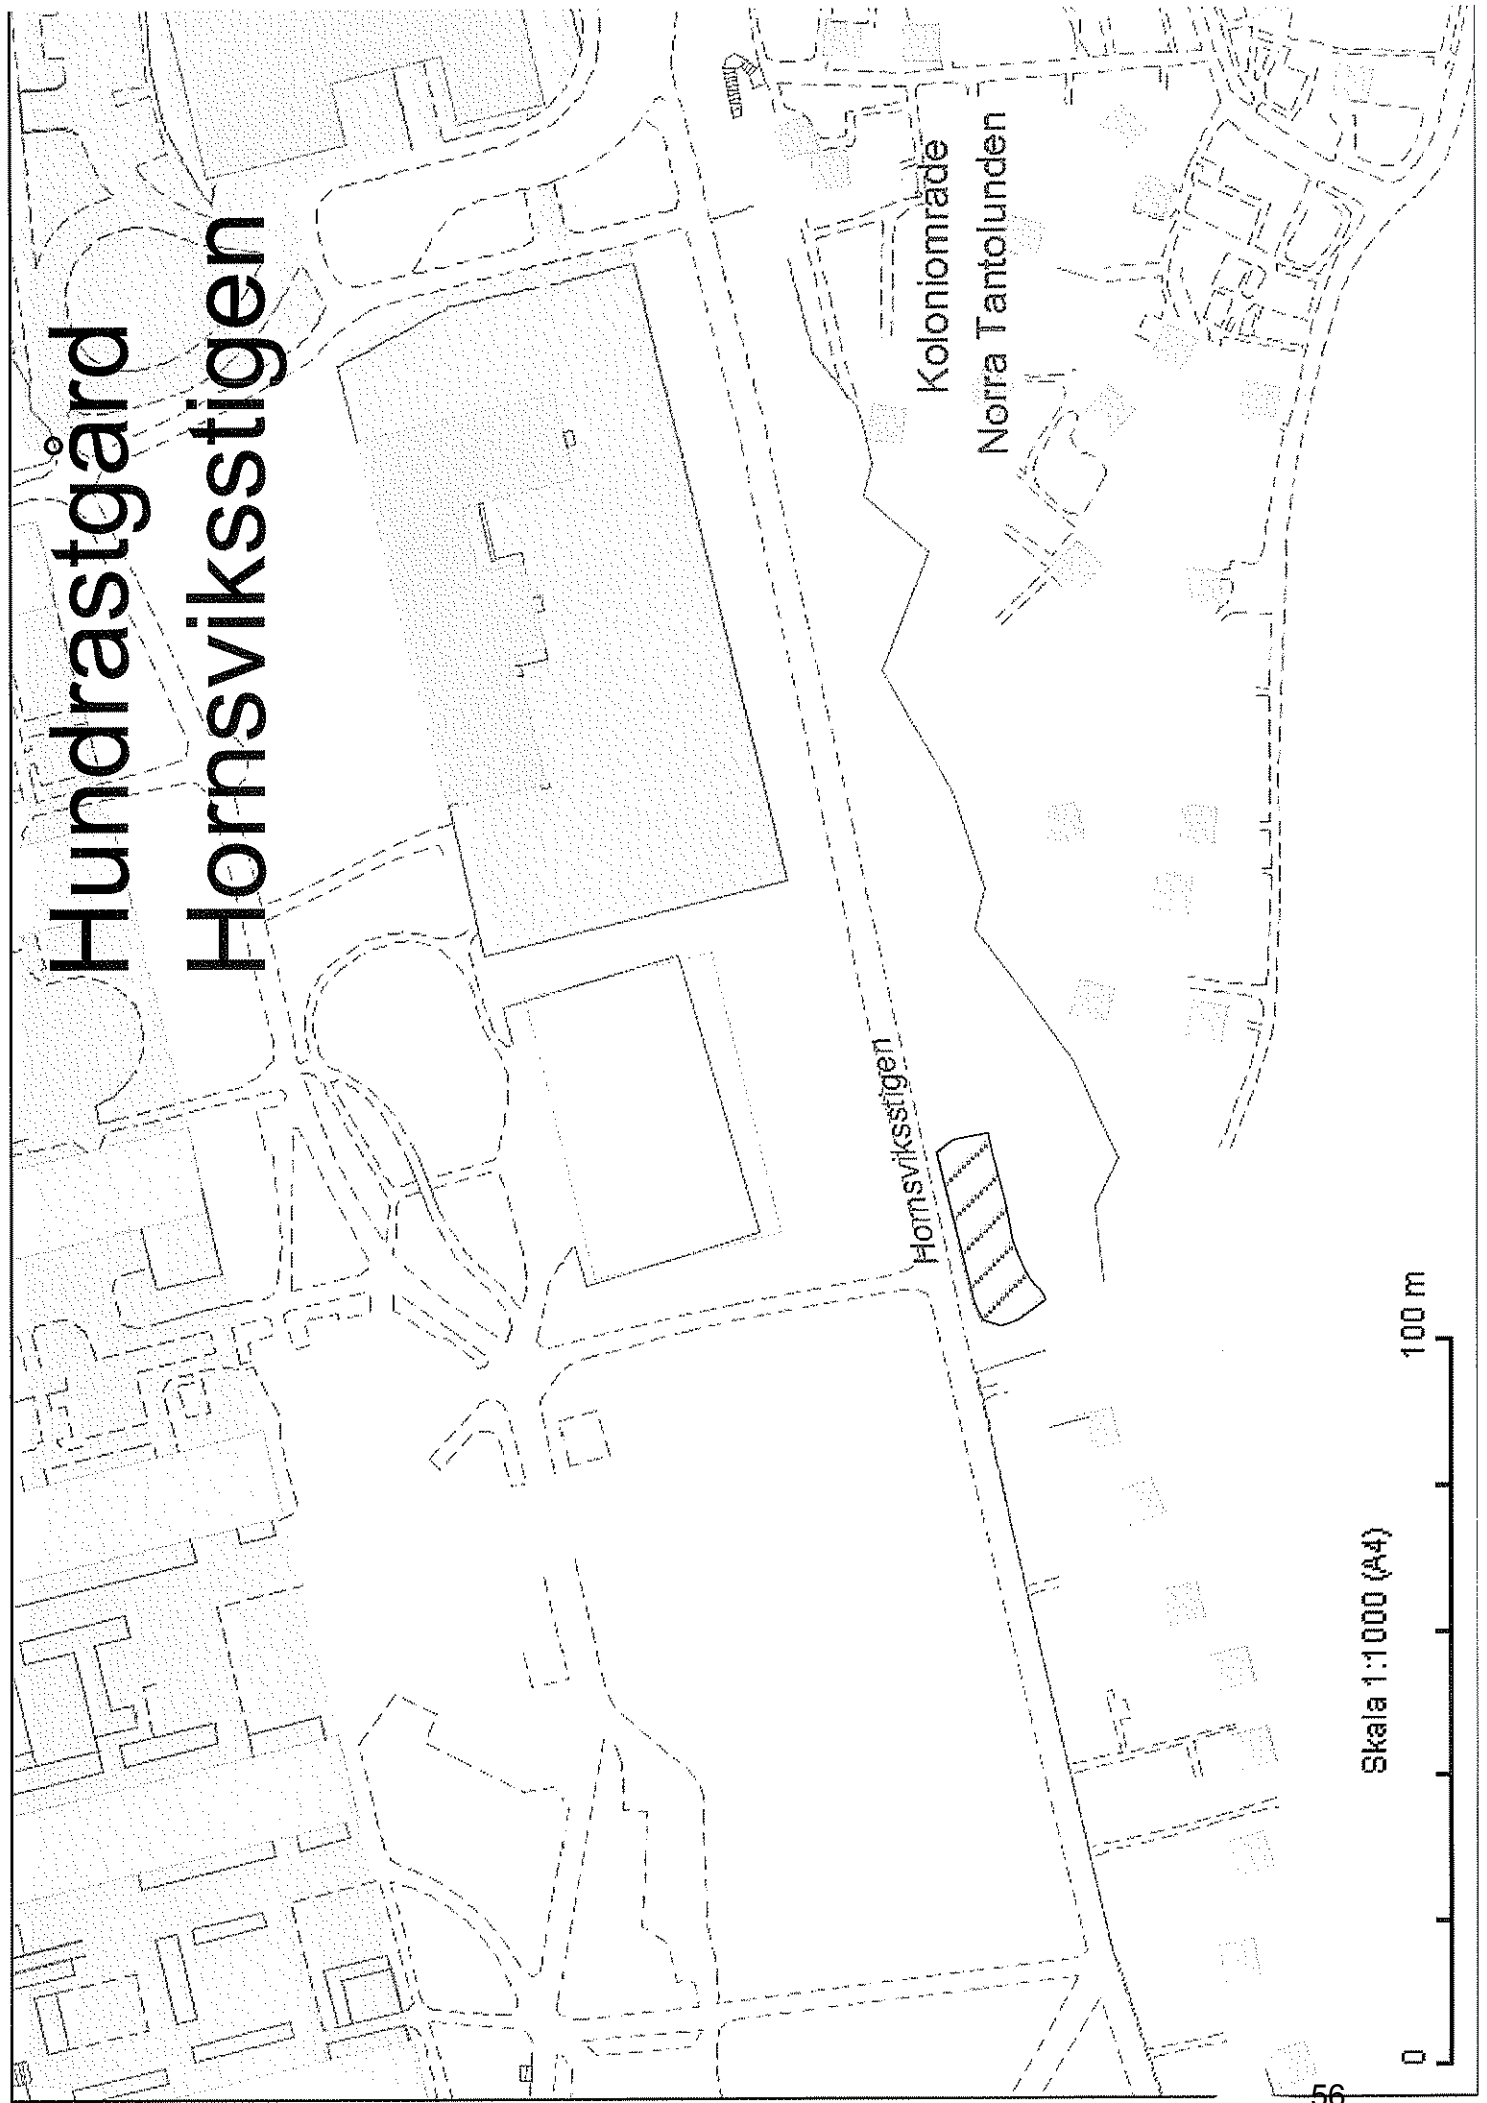 Hundrastgård
Hornsviksstigen
Koloniområde
Norra Tantolunden
Hornsviksstigen
Skala 1:1000 (A4)
0
100 m
56